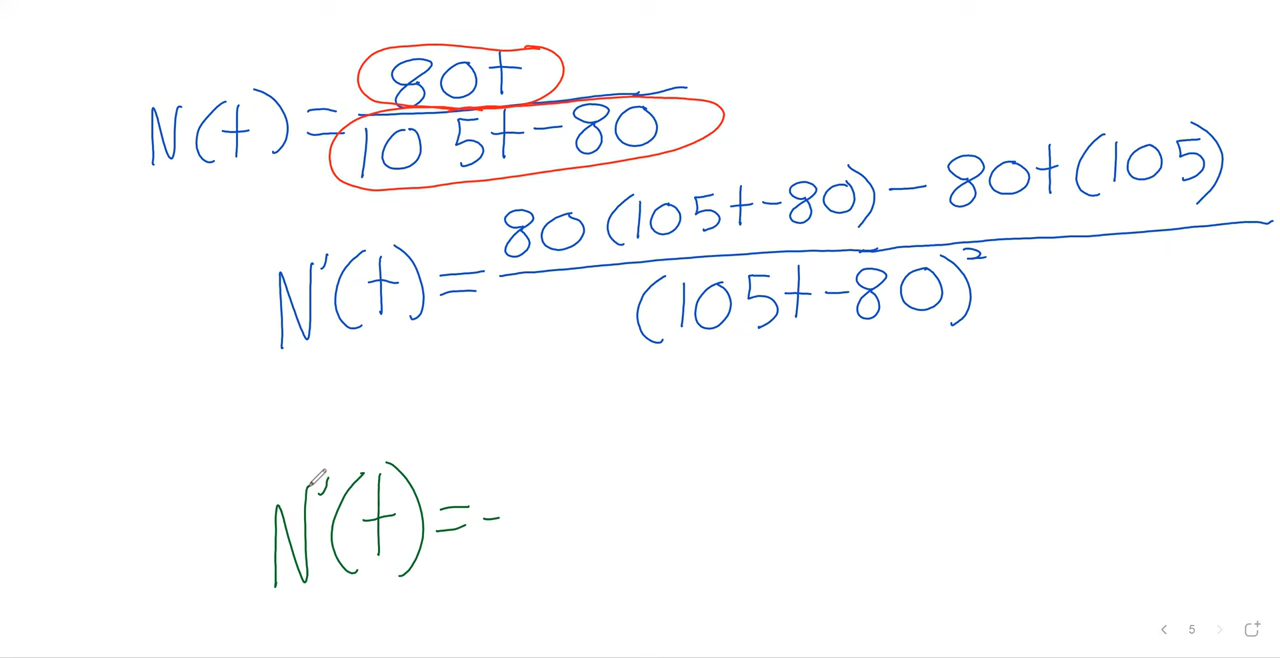 N(t) = 80t / (105t - 80)
N'(t) = (80(105t - 80) - 80t(105)) / (105t - 80)²
N'(t) = -
5